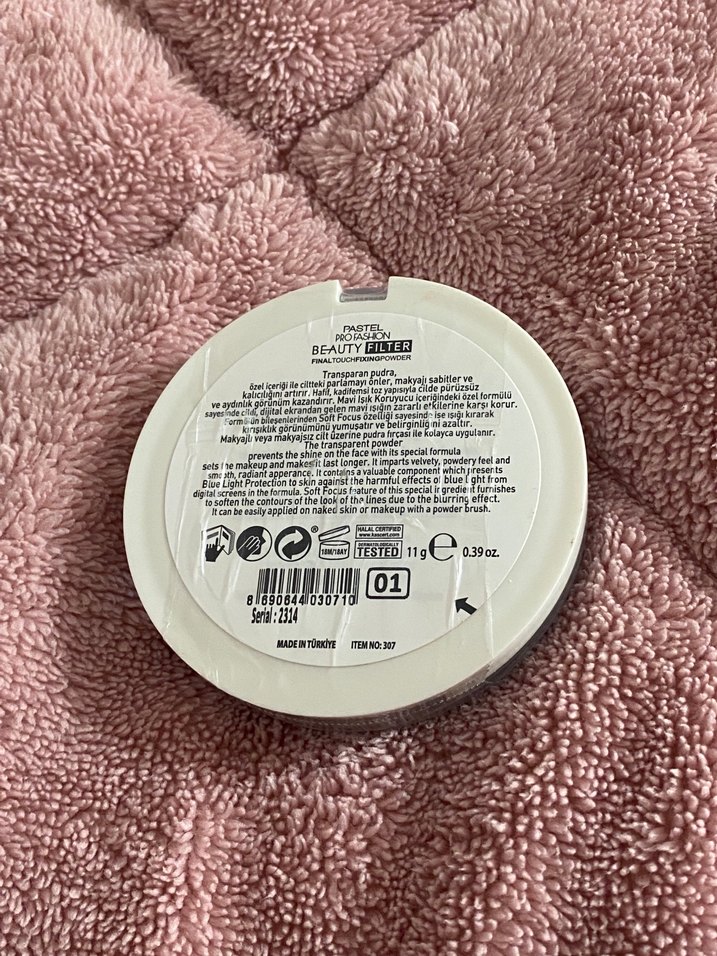 PASTEL
PROFASHION
BEAUTY FILTER
FINALTOUCHFIXINGPOWDER
Transparan pudra,
özel içeriği ile ciltteki parlamayı önler, makyajı sabitler ve
kalıcılığını artırır. Hafif, kadifemsi toz yapısıyla cilde pürüzsüz
ve aydınlık görünüm kazandırır. Mavi Işık Koruyucu içeriğindeki özel formülü
sayesinde cildi, dijital ekrandan gelen mavi ışığın zararlı etkilerine karşı korur.
Formülün bileşenlerinden Soft Focus özelliği sayesinde ise ışığı kırarak
kırışıklık görünümünü yumuşatır ve belirginliğini azaltır.
Makyajlı veya makyajsız cilt üzerine pudra fırçası ile kolayca uygulanır.
The transparent powder
prevents the shine on the face with its special formula
sets the makeup and makes it last longer. It imparts velvety, powdery feel and
smooth, radiant apperance. It contains a valuable component which presents
Blue Light Protection to skin against the harmful effects of blue light from
digital screens in the formula. Soft Focus feature of this special ingredient furnishes
to soften the contours of the look of the lines due to the blurring effect.
It can be easily applied on naked skin or makeup with a powder brush.
18M/18AY
HALAL CERTIFIED
www.kascert.com
DERMATOLOGICALLY
TESTED
11 g e 0.39 oz.
8 690644 030710
01
Serial : 2314
MADE IN TÜRKİYE ITEM NO: 307